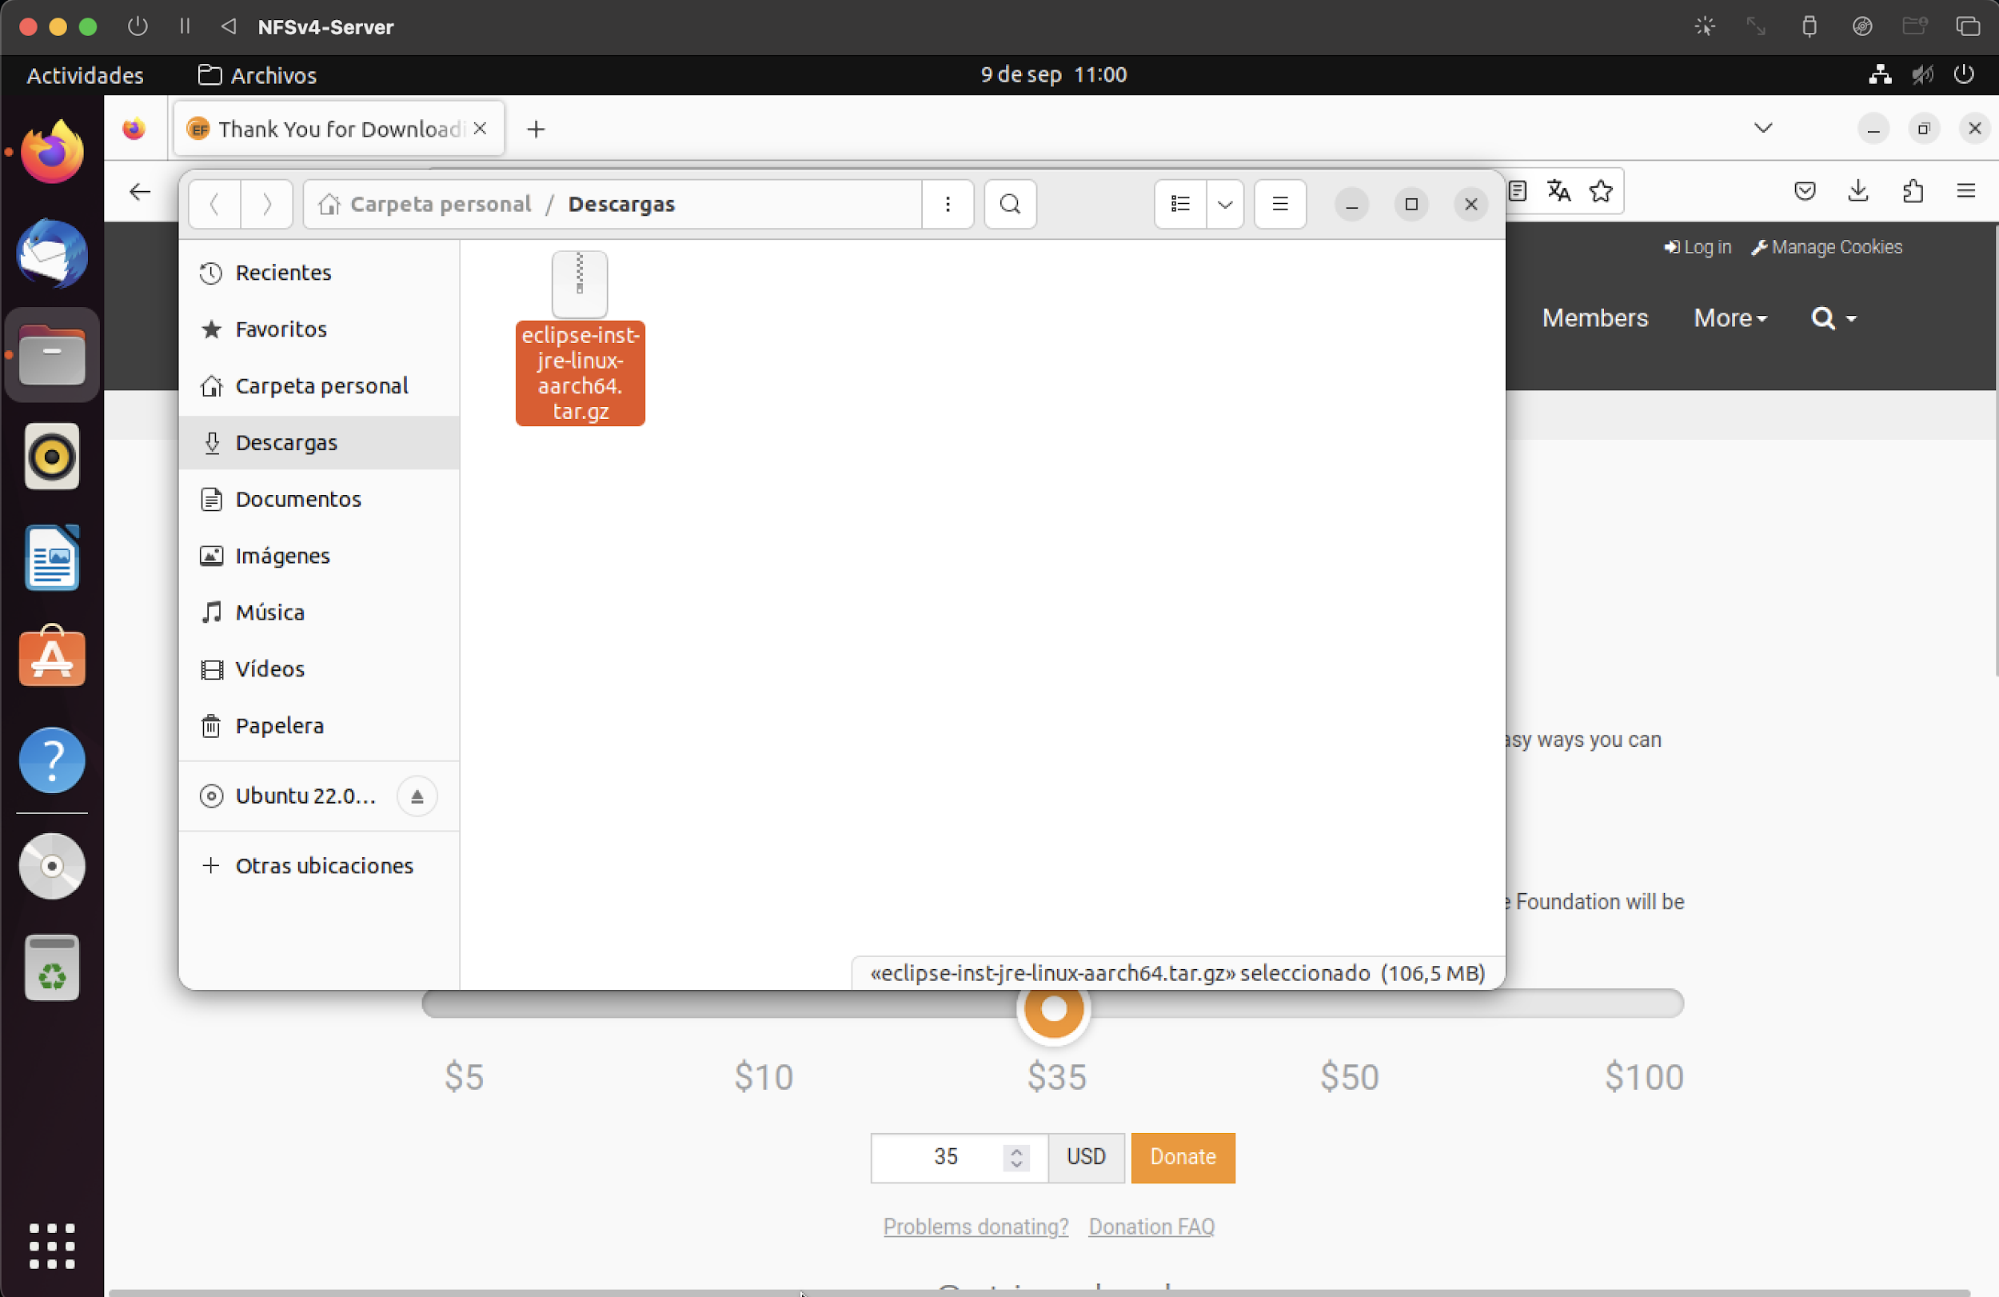 NFSv4-Server
Actividades
Archivos
9 de sep 11:00
Thank You for Downloadi
Carpeta personal / Descargas
Log in
Manage Cookies
Members
More
Recientes
Favoritos
Carpeta personal
Descargas
Documentos
Imágenes
Música
Vídeos
Papelera
Ubuntu 22.0...
Otras ubicaciones
eclipse-inst-
jre-linux-
aarch64.
tar.gz
asy ways you can
e Foundation will be
«eclipse-inst-jre-linux-aarch64.tar.gz» seleccionado (106,5 MB)
$5
$10
$35
$50
$100
35
USD
Donate
Problems donating?
Donation FAQ